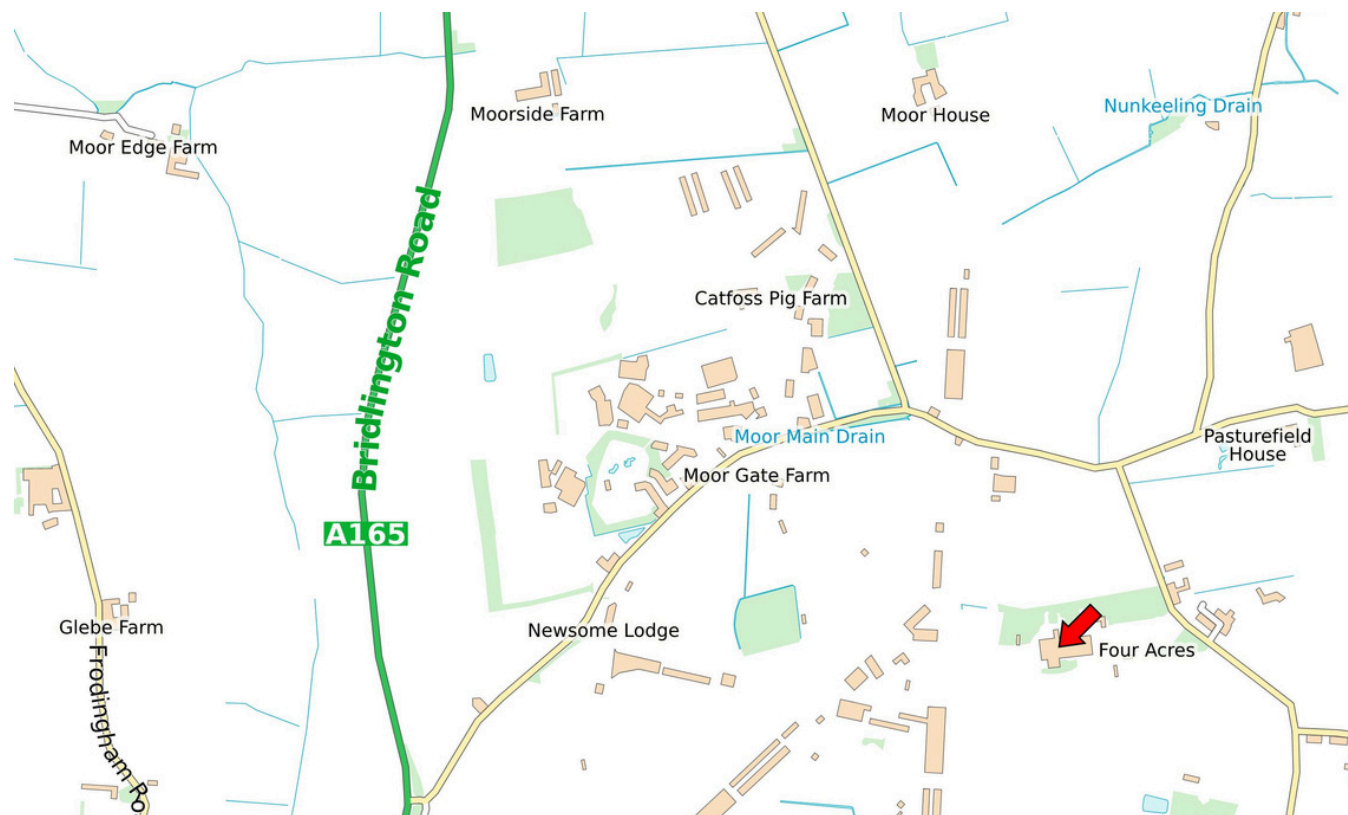 Moorside Farm
Moor House
Nunkeeling Drain
Moor Edge Farm
Bridlington Road
Catfoss Pig Farm
Moor Main Drain
Pasturefield
House
Moor Gate Farm
A165
Glebe Farm
Newsome Lodge
Four Acres
Frodingham Ro